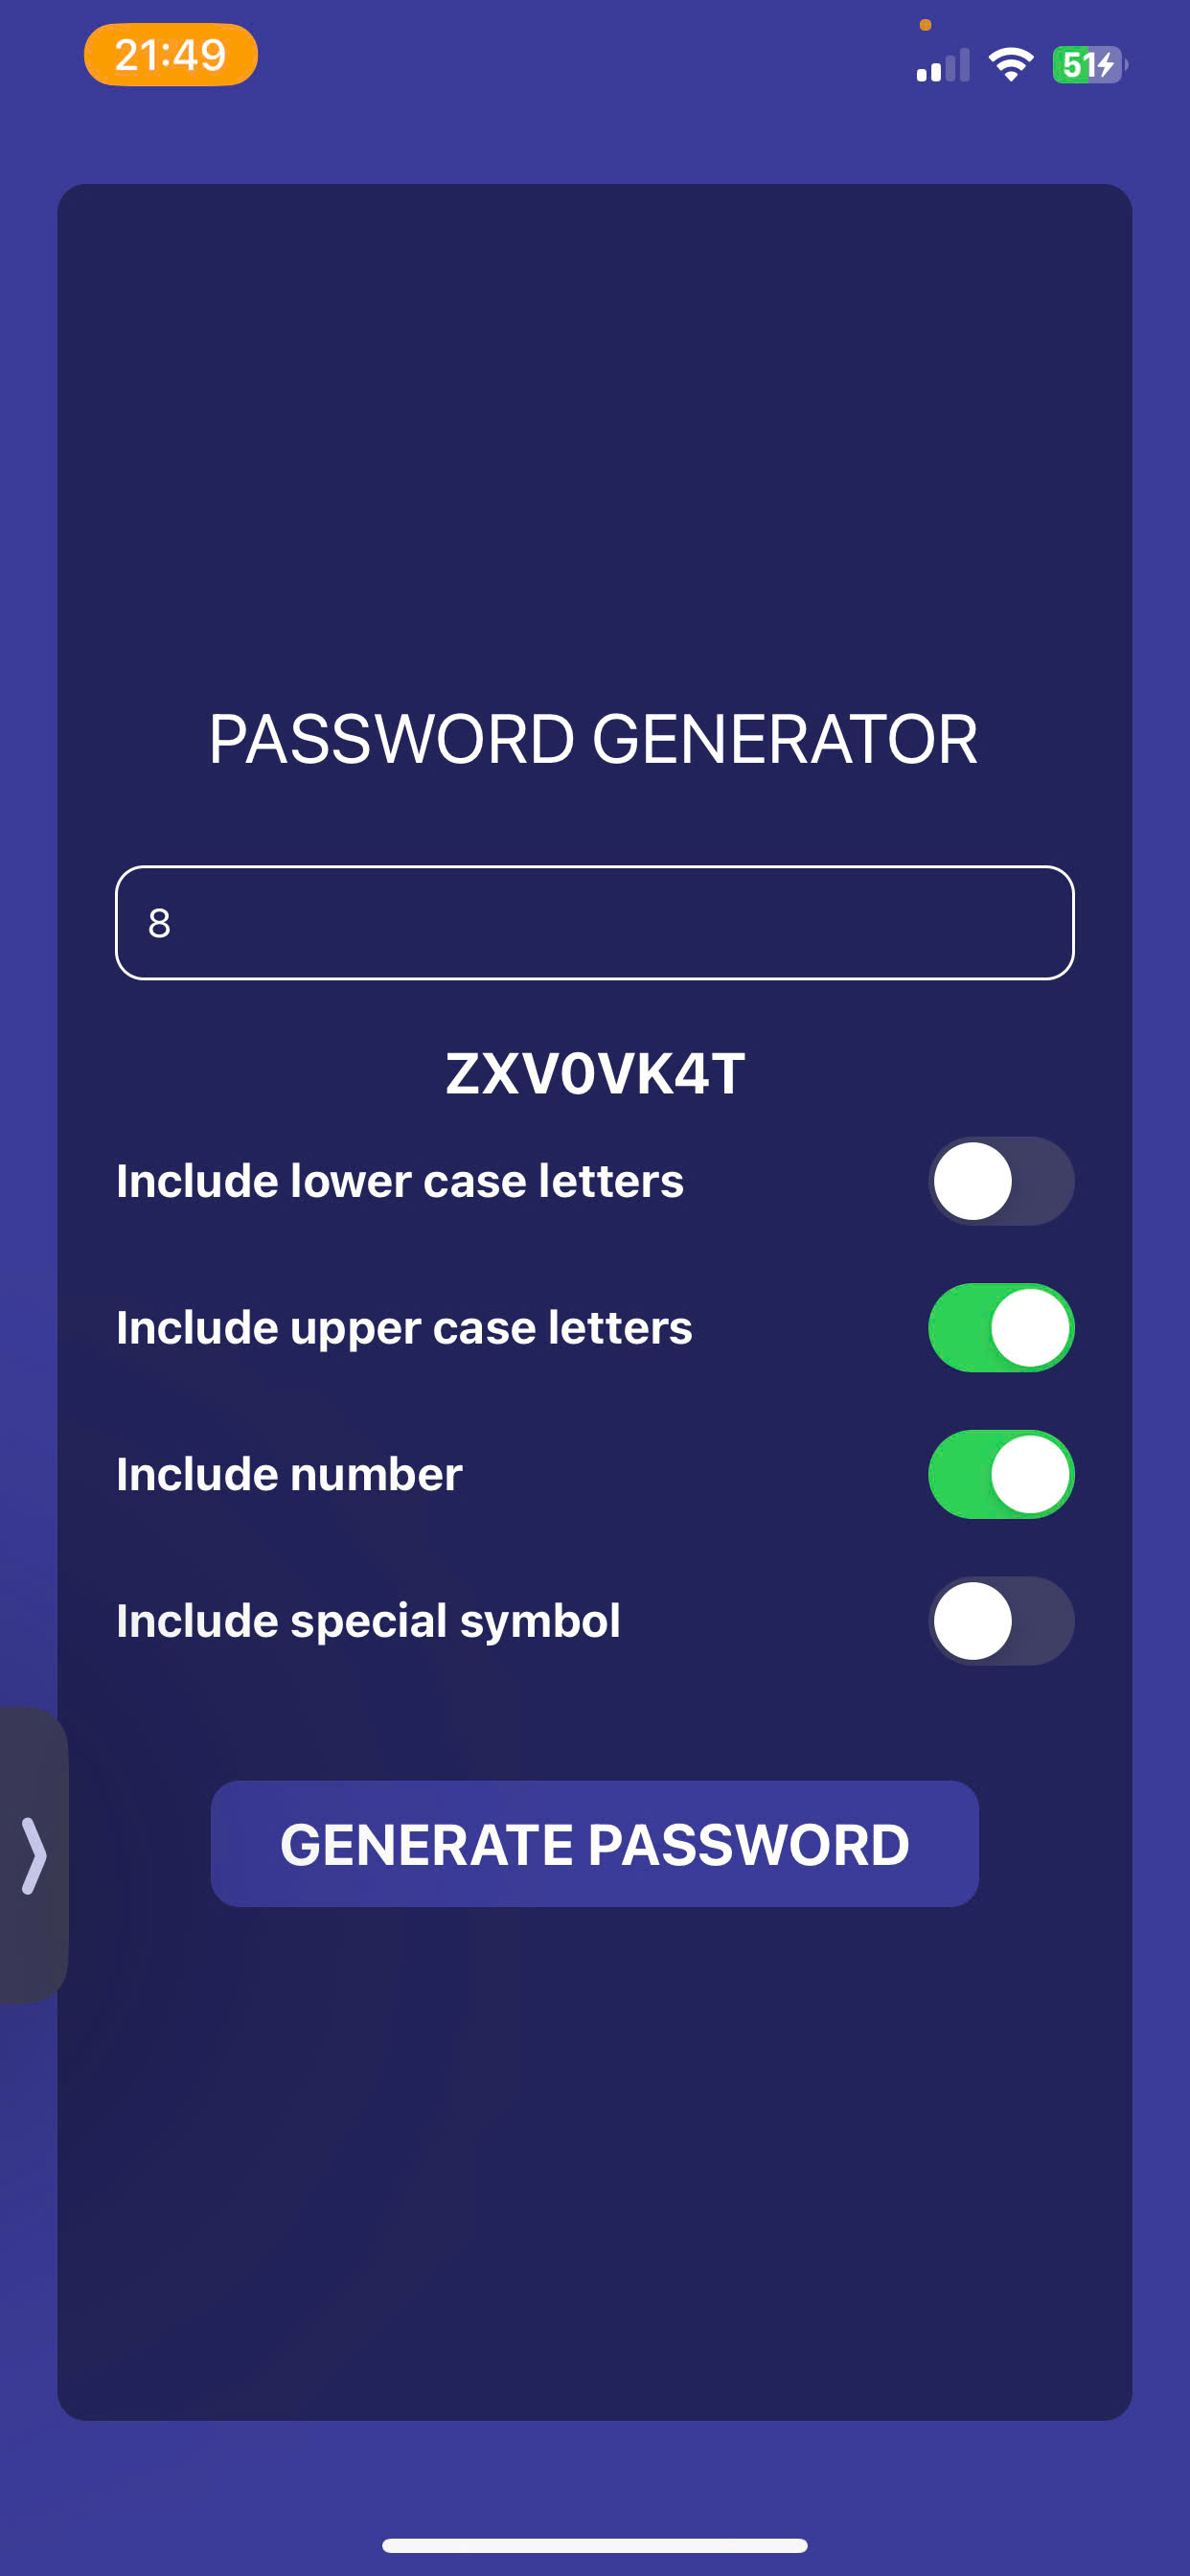 21:49
51
PASSWORD GENERATOR
8
ZXV0VK4T
Include lower case letters
Include upper case letters
Include number
Include special symbol
GENERATE PASSWORD